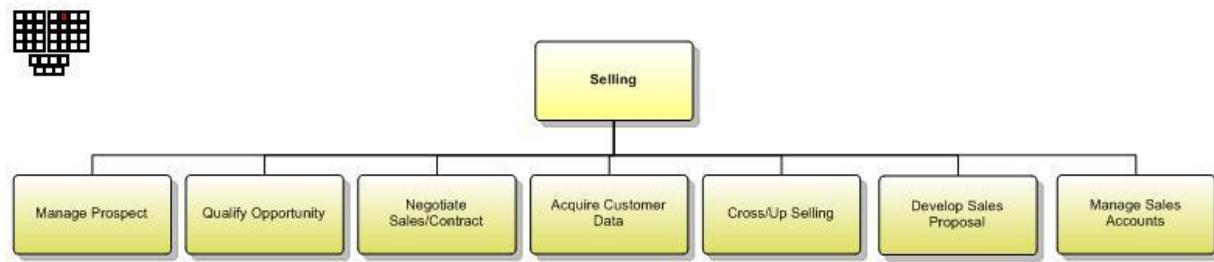 Selling
Manage Prospect
Qualify Opportunity
Negotiate
Sales/Contract
Acquire Customer
Data
Cross/Up Selling
Develop Sales
Proposal
Manage Sales
Accounts